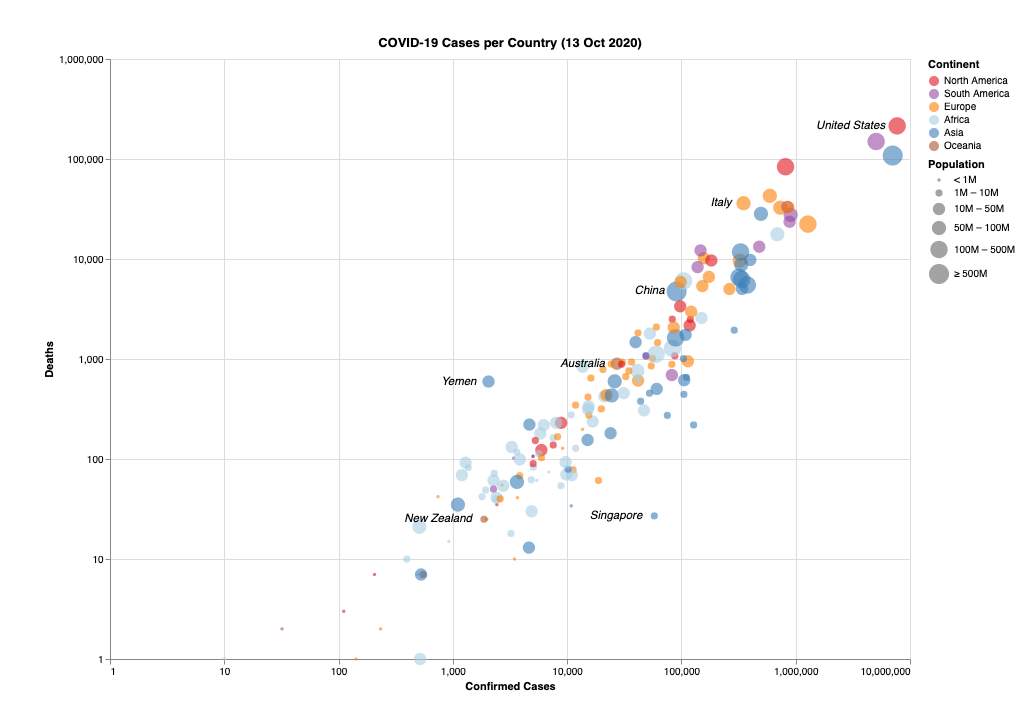 COVID-19 Cases per Country (13 Oct 2020)
1,000,000
100,000
10,000
1,000
100
10
1
Deaths
1
10
100
1,000
10,000
100,000
1,000,000
10,000,000
Confirmed Cases
United States
Italy
China
Australia
Yemen
New Zealand
Singapore
Continent
North America
South America
Europe
Africa
Asia
Oceania
Population
< 1M
1M – 10M
10M – 50M
50M – 100M
100M – 500M
≥ 500M